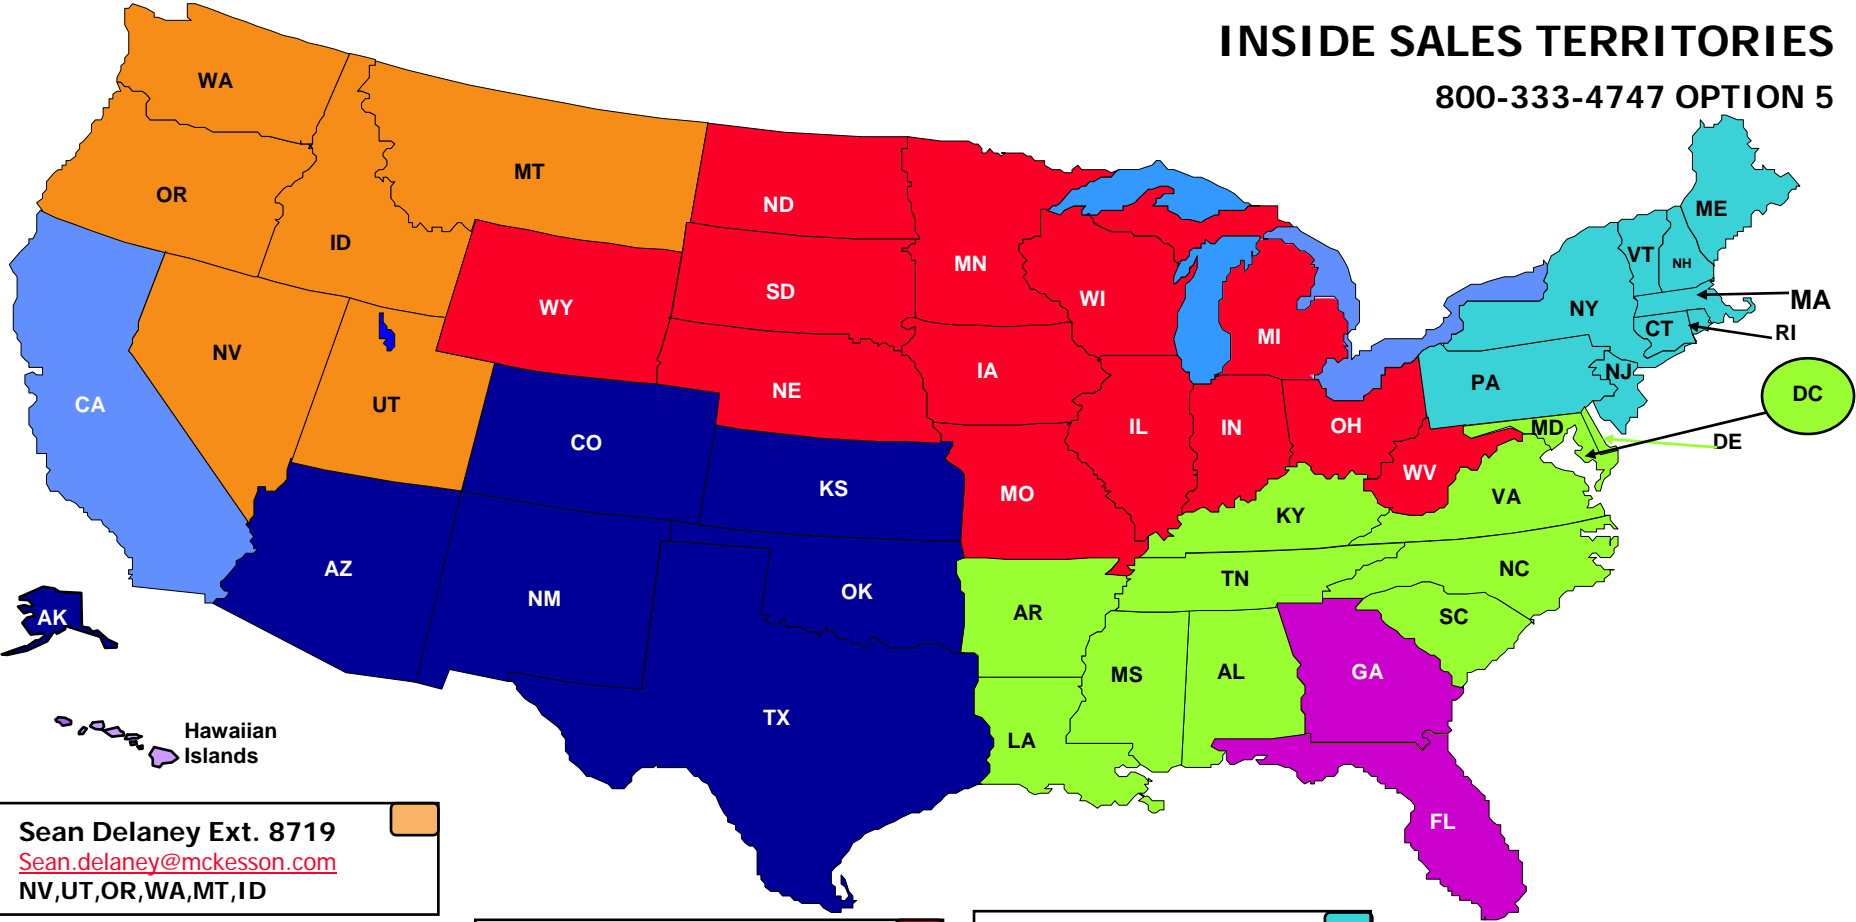 INSIDE SALES TERRITORIES
800-333-4747 OPTION 5
WA
MT
OR
ID
ND
MN
ME
VT
NH
WY
SD
WI
NY
MA
RI
CT
NV
MI
IA
NE
PA
NJ
DC
CA
UT
CO
IL
IN
OH
MD
DE
KS
MO
WV
VA
KY
AZ
NM
OK
TN
NC
AR
SC
AK
MS
AL
GA
TX
LA
Hawaiian
Islands
FL
Sean Delaney Ext. 8719
Sean.delaney@mckesson.com
NV,UT,OR,WA,MT,ID